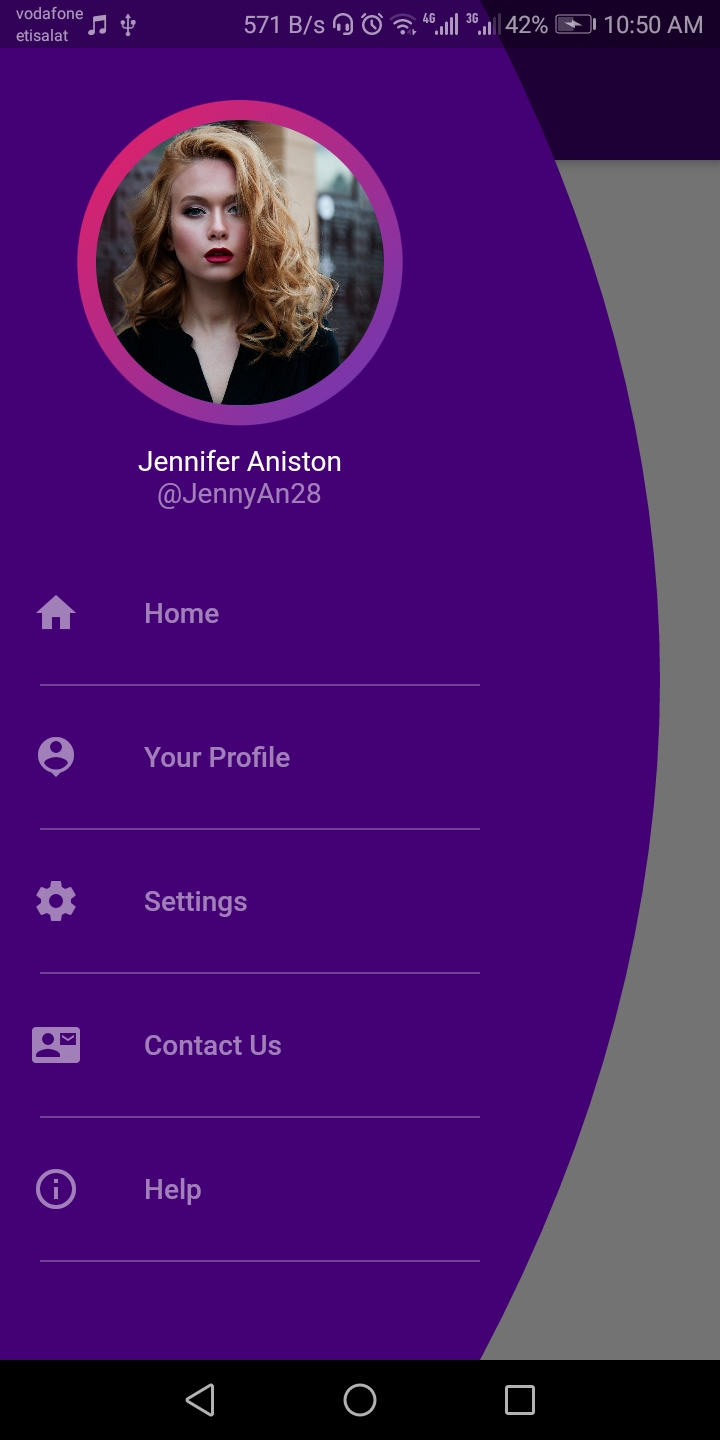 vodafone
etisalat
571 B/s 4G 3G 42% 10:50 AM
Jennifer Aniston
@JennyAn28
Home
Your Profile
Settings
Contact Us
Help